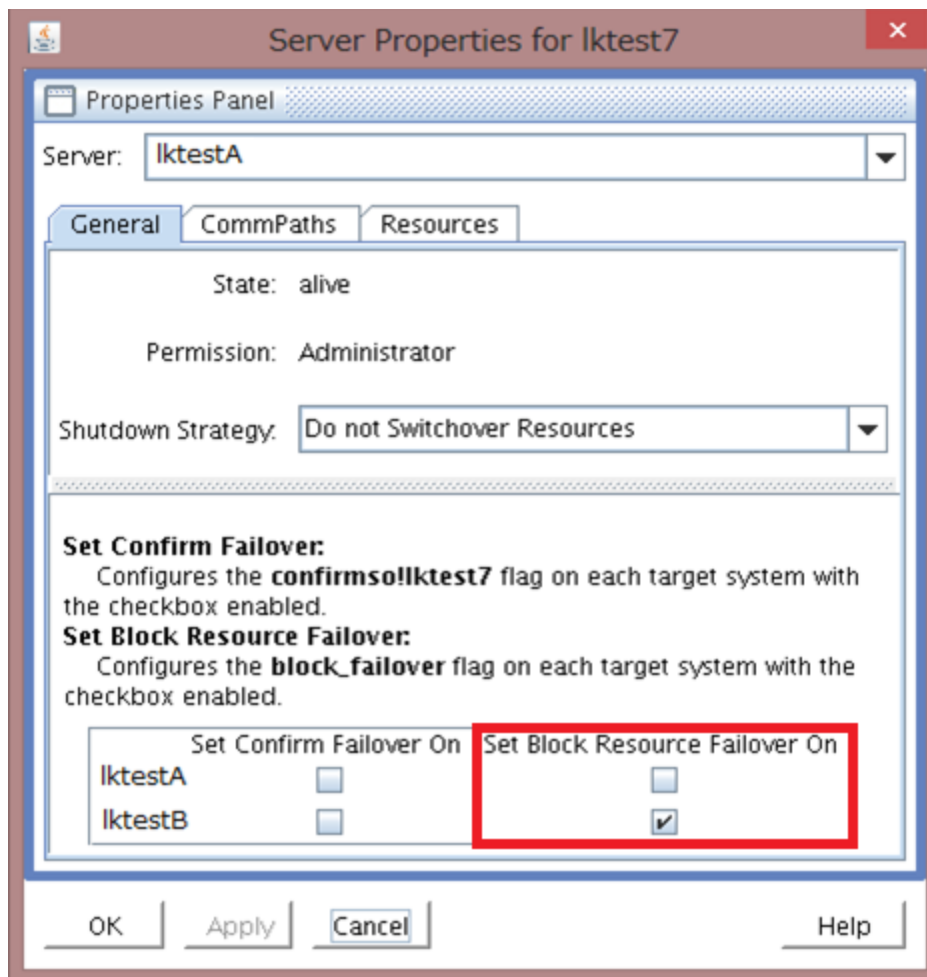 Server Properties for lktest7
Properties Panel
Server: lktestA
General CommPaths Resources
State: alive
Permission: Administrator
Shutdown Strategy: Do not Switchover Resources
Set Confirm Failover:
Configures the confirmso!lktest7 flag on each target system with
the checkbox enabled.
Set Block Resource Failover:
Configures the block_failover flag on each target system with the
checkbox enabled.
Set Confirm Failover On Set Block Resource Failover On
lktestA
lktestB
OK Apply Cancel Help